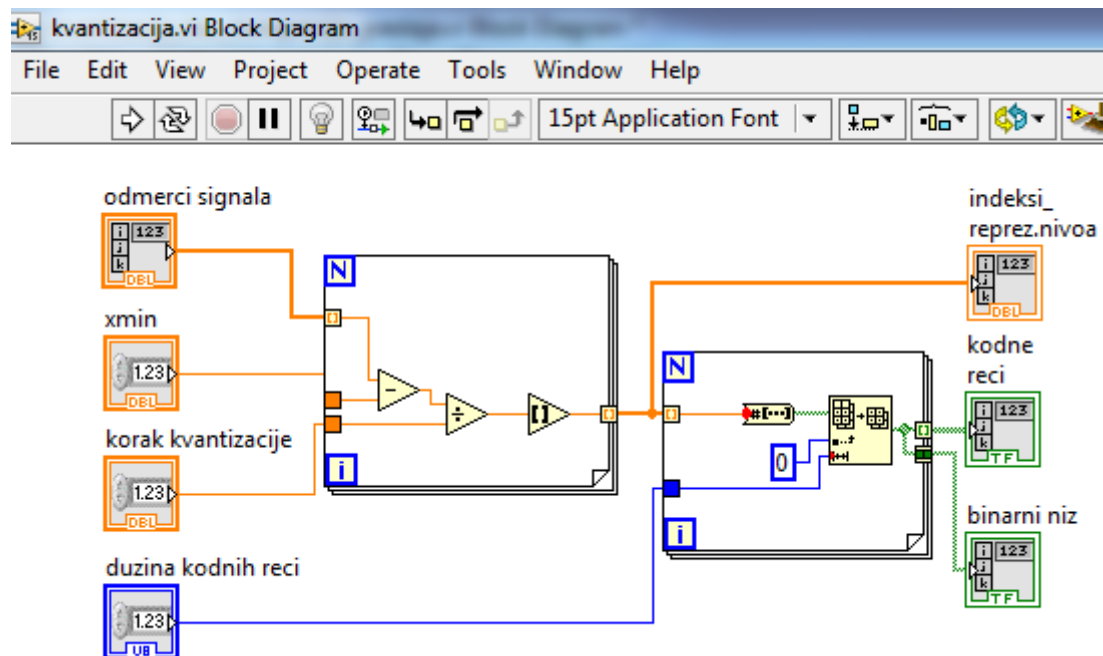 kvantizacija.vi Block Diagram
File Edit View Project Operate Tools Window Help
15pt Application Font
odmerci signala
i 123
j
k
DBL
xmin
1.23
DBL
korak kvantizacije
1.23
DBL
duzina kodnih reci
1.23
U8
N
i
N
#[···]
0
i
indeksi_
reprez.nivoa
i 123
j
k
DBL
kodne
reci
i 123
j
k
TF
binarni niz
i 123
j
k
TF